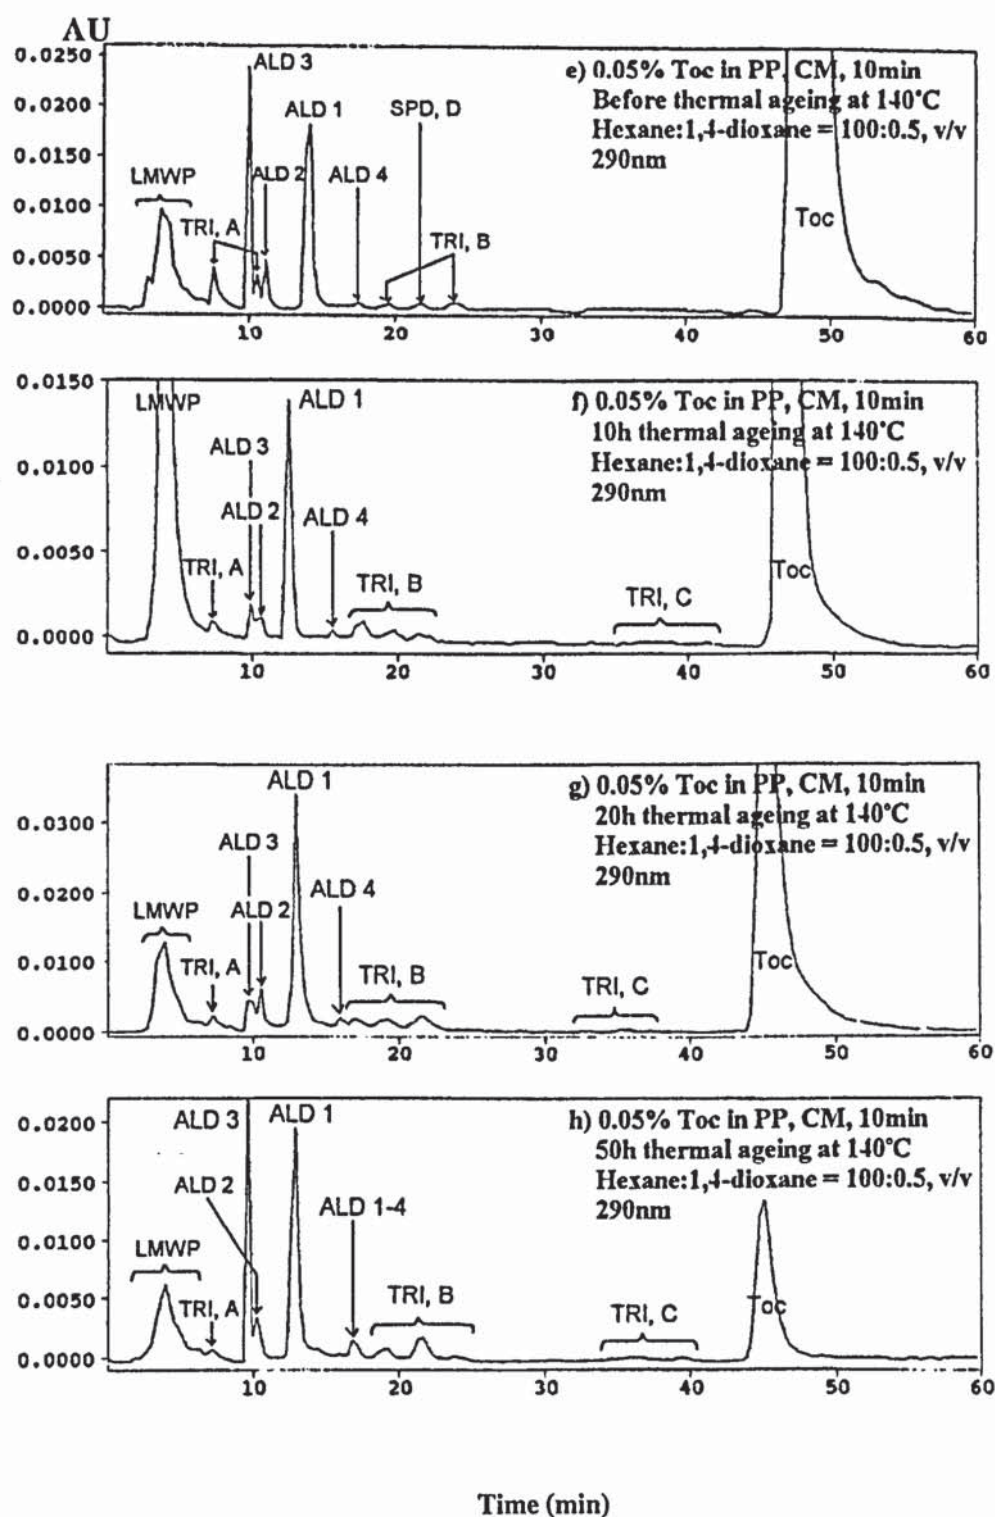 AU
0.0250
0.0200
0.0150
0.0100
0.0050
0.0000
ALD 3
ALD 1
SPD, D
LMWP
ALD 2
ALD 4
TRI, A
TRI, B
Toc
e) 0.05% Toc in PP, CM, 10min
Before thermal ageing at 140°C
Hexane:1,4-dioxane = 100:0.5, v/v
290nm
10 20 30 40 50 60
0.0150
0.0100
0.0050
0.0000
LMWP
ALD 1
ALD 3
ALD 2
ALD 4
TRI, A
TRI, B
TRI, C
Toc
f) 0.05% Toc in PP, CM, 10min
10h thermal ageing at 140°C
Hexane:1,4-dioxane = 100:0.5, v/v
290nm
10 20 30 40 50 60
0.0300
0.0200
0.0100
0.0000
ALD 1
ALD 3
ALD 4
LMWP
ALD 2
TRI, A
TRI, B
TRI, C
Toc
g) 0.05% Toc in PP, CM, 10min
20h thermal ageing at 140°C
Hexane:1,4-dioxane = 100:0.5, v/v
290nm
10 20 30 40 50 60
0.0200
0.0150
0.0100
0.0050
0.0000
ALD 3
ALD 1
ALD 2
ALD 1-4
LMWP
TRI, A
TRI, B
TRI, C
Toc
h) 0.05% Toc in PP, CM, 10min
50h thermal ageing at 140°C
Hexane:1,4-dioxane = 100:0.5, v/v
290nm
10 20 30 40 50 60
Time (min)